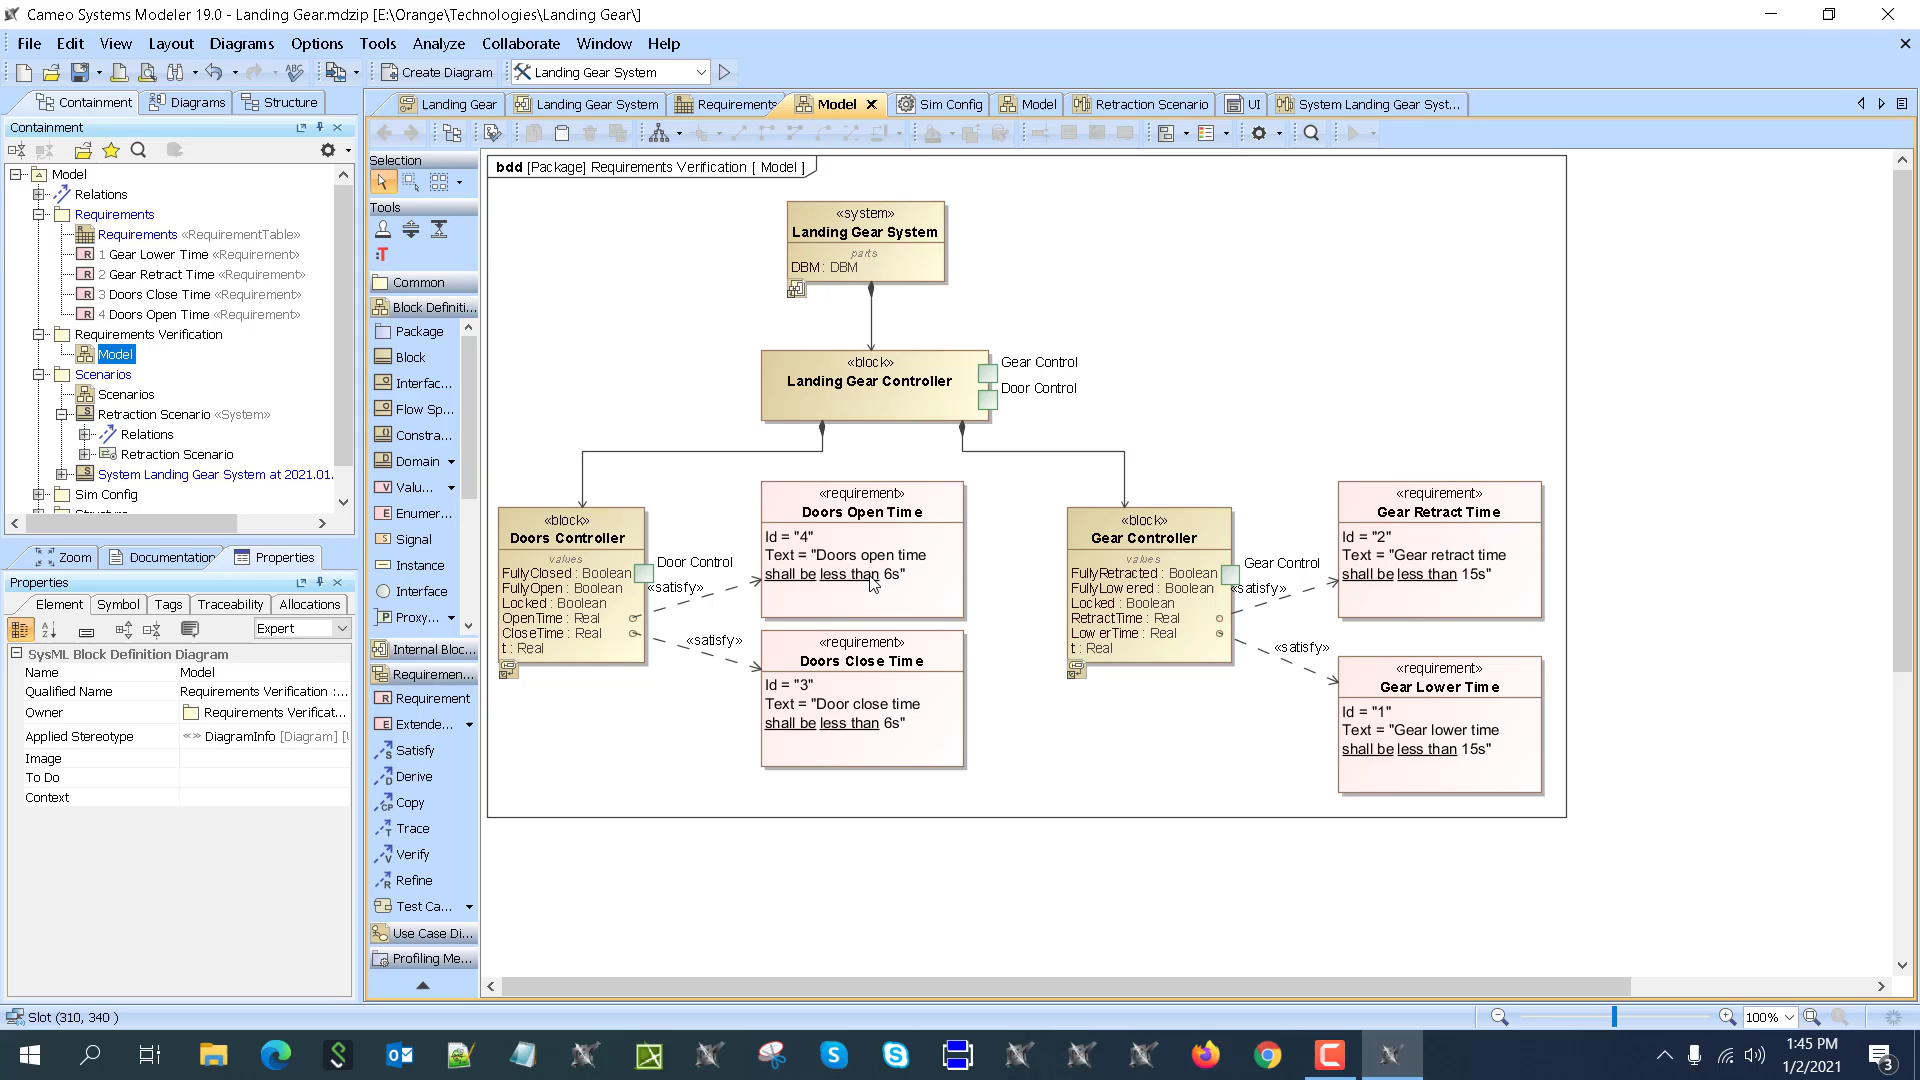 Cameo Systems Modeler 19.0 - Landing Gear.mdzip [E:\Orange\Technologies\Landing Gear\]
File Edit View Layout Diagrams Options Tools Analyze Collaborate Window Help
Create Diagram Landing Gear System
Containment Diagrams Structure
Landing Gear Landing Gear System Requirements Model Sim Config Model Retraction Scenario UI System Landing Gear Syst...
Containment
Model
Relations
Requirements
Requirements «RequirementTable»
R 1 Gear Lower Time «Requirement»
R 2 Gear Retract Time «Requirement»
R 3 Doors Close Time «Requirement»
R 4 Doors Open Time «Requirement»
Requirements Verification
Model
Scenarios
Scenarios
Retraction Scenario «System»
Relations
Retraction Scenario
System Landing Gear System at 2021.01.
Sim Config
Zoom Documentation Properties
Properties
Element Symbol Tags Traceability Allocations
Expert
SysML Block Definition Diagram
Name Model
Qualified Name Requirements Verification :...
Owner Requirements Verificat...
Applied Stereotype «» DiagramInfo [Diagram] [
Image
To Do
Context
Selection
Tools
Common
Block Definiti...
Package
Block
Interfac...
Flow Sp...
Constra...
Domain
Valu...
Enumer...
Signal
Instance
Interface
Proxy...
Internal Bloc...
Requiremen...
Requirement
Extende...
Satisfy
Derive
Copy
Trace
Verify
Refine
Test Ca...
Use Case Di...
Profiling Me...
bdd [Package] Requirements Verification [ Model ]
«system»
Landing Gear System
parts
DBM : DBM
«block»
Landing Gear Controller
Gear Control
Door Control
«block»
Doors Controller
values
FullyClosed : Boolean
FullyOpen : Boolean
Locked : Boolean
OpenTime : Real
CloseTime : Real
t : Real
Door Control
«satisfy»
«satisfy»
«requirement»
Doors Open Time
Id = "4"
Text = "Doors open time
shall be less than 6s"
«requirement»
Doors Close Time
Id = "3"
Text = "Door close time
shall be less than 6s"
«block»
Gear Controller
values
FullyRetracted : Boolean
FullyLowered : Boolean
Locked : Boolean
RetractTime : Real
LowerTime : Real
t : Real
Gear Control
«satisfy»
«satisfy»
«requirement»
Gear Retract Time
Id = "2"
Text = "Gear retract time
shall be less than 15s"
«requirement»
Gear Lower Time
Id = "1"
Text = "Gear lower time
shall be less than 15s"
Slot (310, 340 )
100%
1:45 PM
1/2/2021
3